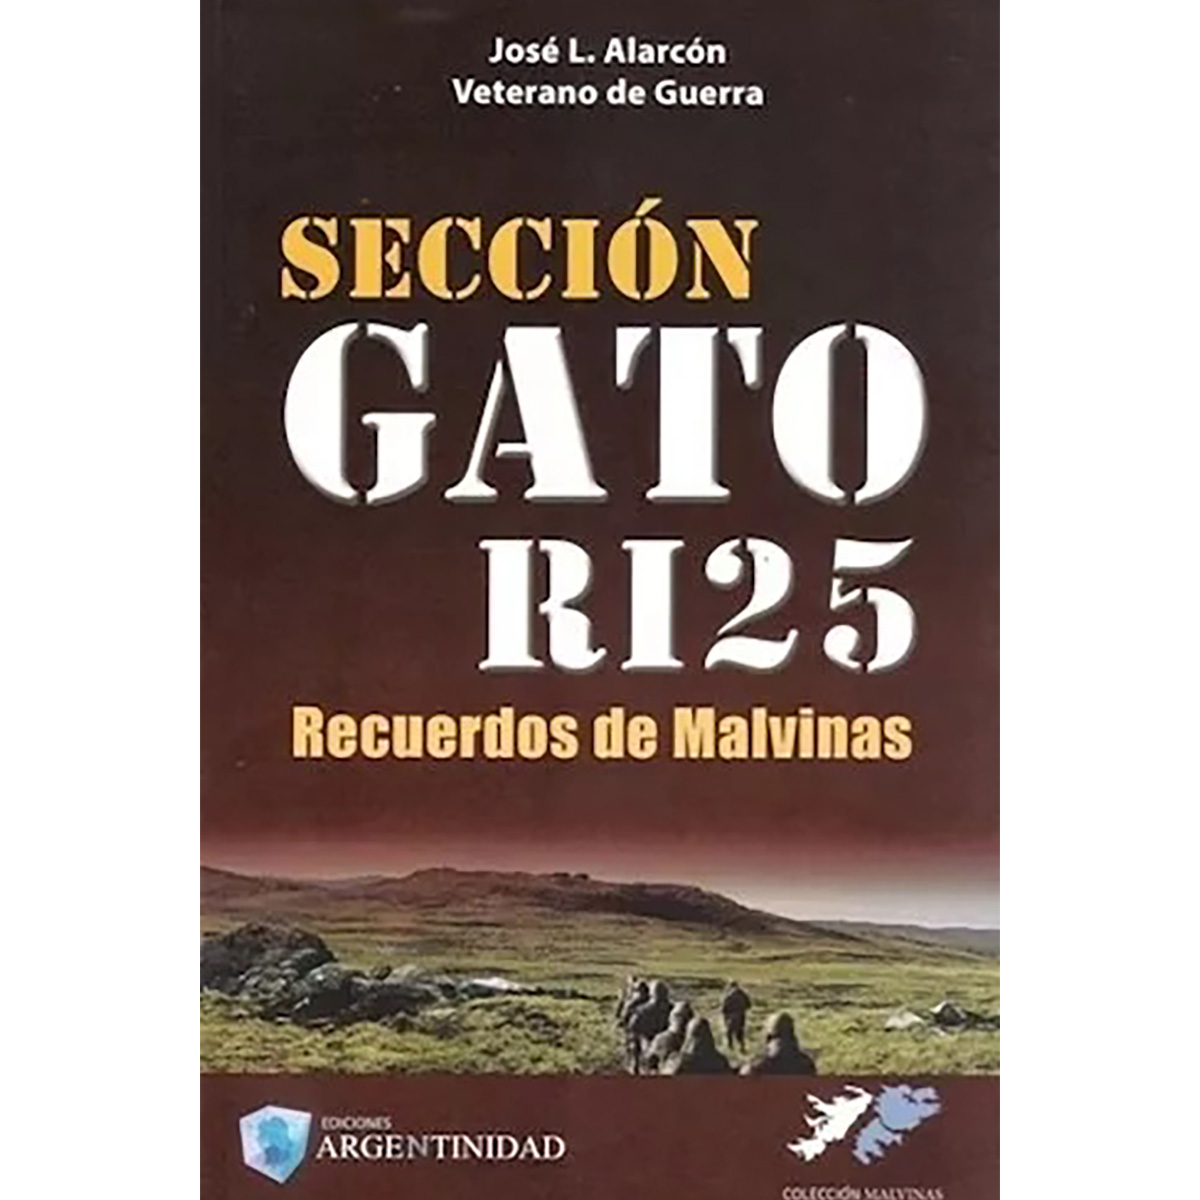 José L. Alarcón
Veterano de Guerra
SECCIÓN
GATO
RI25
Recuerdos de Malvinas
EDICIONES
ARGENTINIDAD
COLECCIÓN MALVINAS